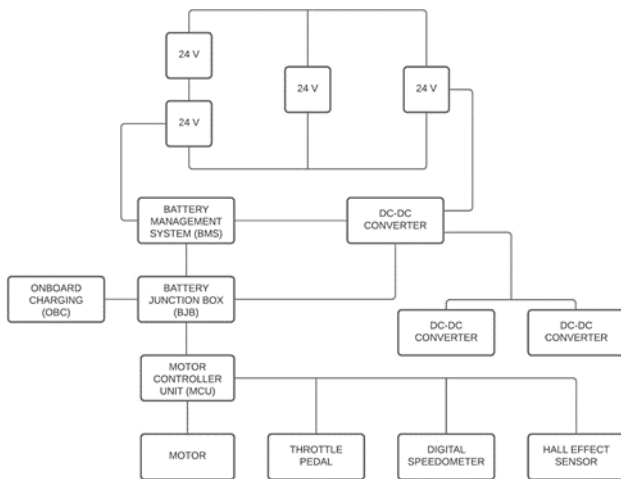 24 V
24 V
24 V
24 V
BATTERY
MANAGEMENT
SYSTEM (BMS)
DC-DC
CONVERTER
ONBOARD
CHARGING
(OBC)
BATTERY
JUNCTION BOX
(BJB)
DC-DC
CONVERTER
DC-DC
CONVERTER
MOTOR
CONTROLLER
UNIT (MCU)
MOTOR
THROTTLE
PEDAL
DIGITAL
SPEEDOMETER
HALL EFFECT
SENSOR